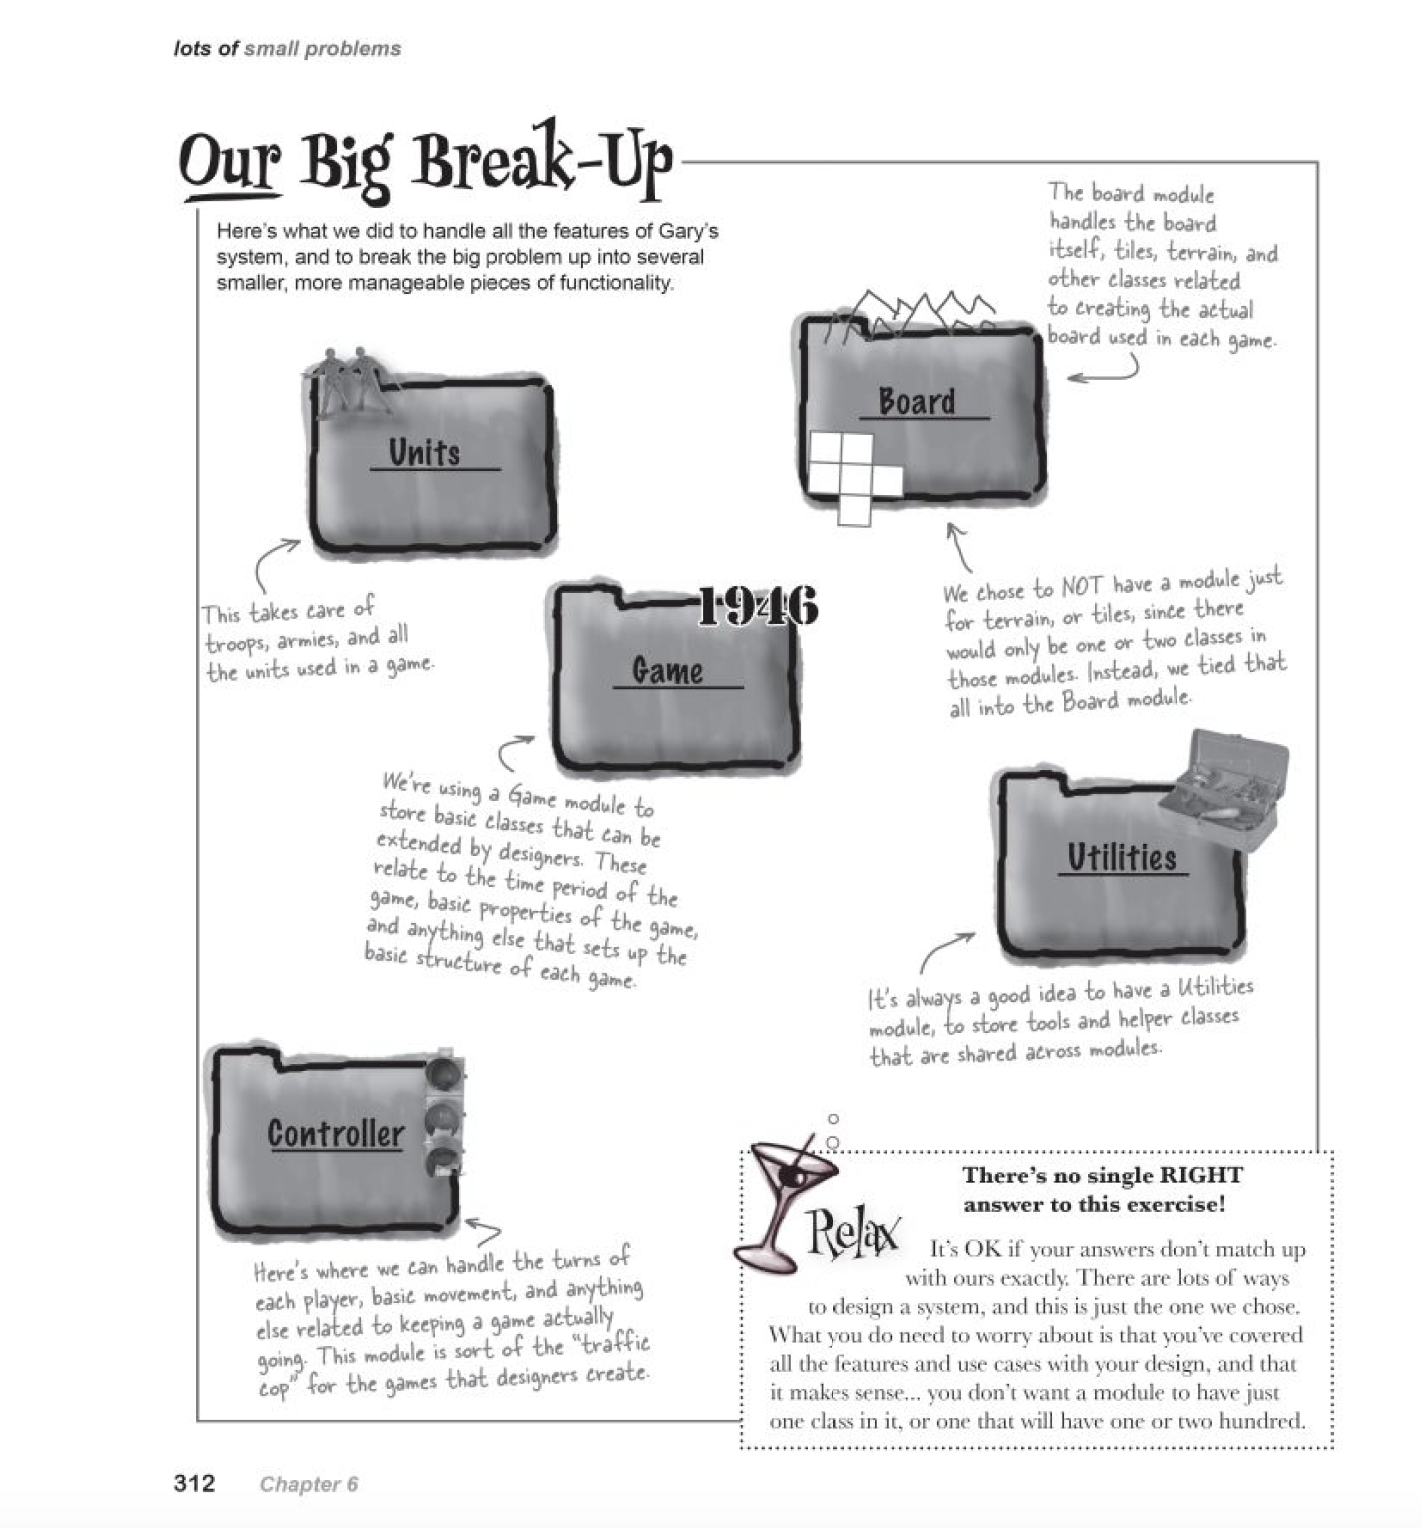 lots of small problems
Our Big Break-Up
Here's what we did to handle all the features of Gary's
system, and to break the big problem up into several
smaller, more manageable pieces of functionality.
The board module
handles the board
itself, tiles, terrain, and
other classes related
to creating the actual
board used in each game.
Board
Units
We chose to NOT have a module just
for terrain, or tiles, since there
would only be one or two classes in
those modules. Instead, we tied that
all into the Board module.
This takes care of
troops, armies, and all
the units used in a game.
1946
Game
We're using a Game module to
store basic classes that can be
extended by designers. These
relate to the time period of the
game, basic properties of the game,
and anything else that sets up the
basic structure of each game.
Utilities
It's always a good idea to have a Utilities
module, to store tools and helper classes
that are shared across modules.
Controller
Here's where we can handle the turns of
each player, basic movement, and anything
else related to keeping a game actually
going. This module is sort of the "traffic
cop" for the games that designers create.
Relax
There's no single RIGHT
answer to this exercise!
It's OK if your answers don't match up
with ours exactly. There are lots of ways
to design a system, and this is just the one we chose.
What you do need to worry about is that you've covered
all the features and use cases with your design, and that
it makes sense... you don't want a module to have just
one class in it, or one that will have one or two hundred.
312 Chapter 6